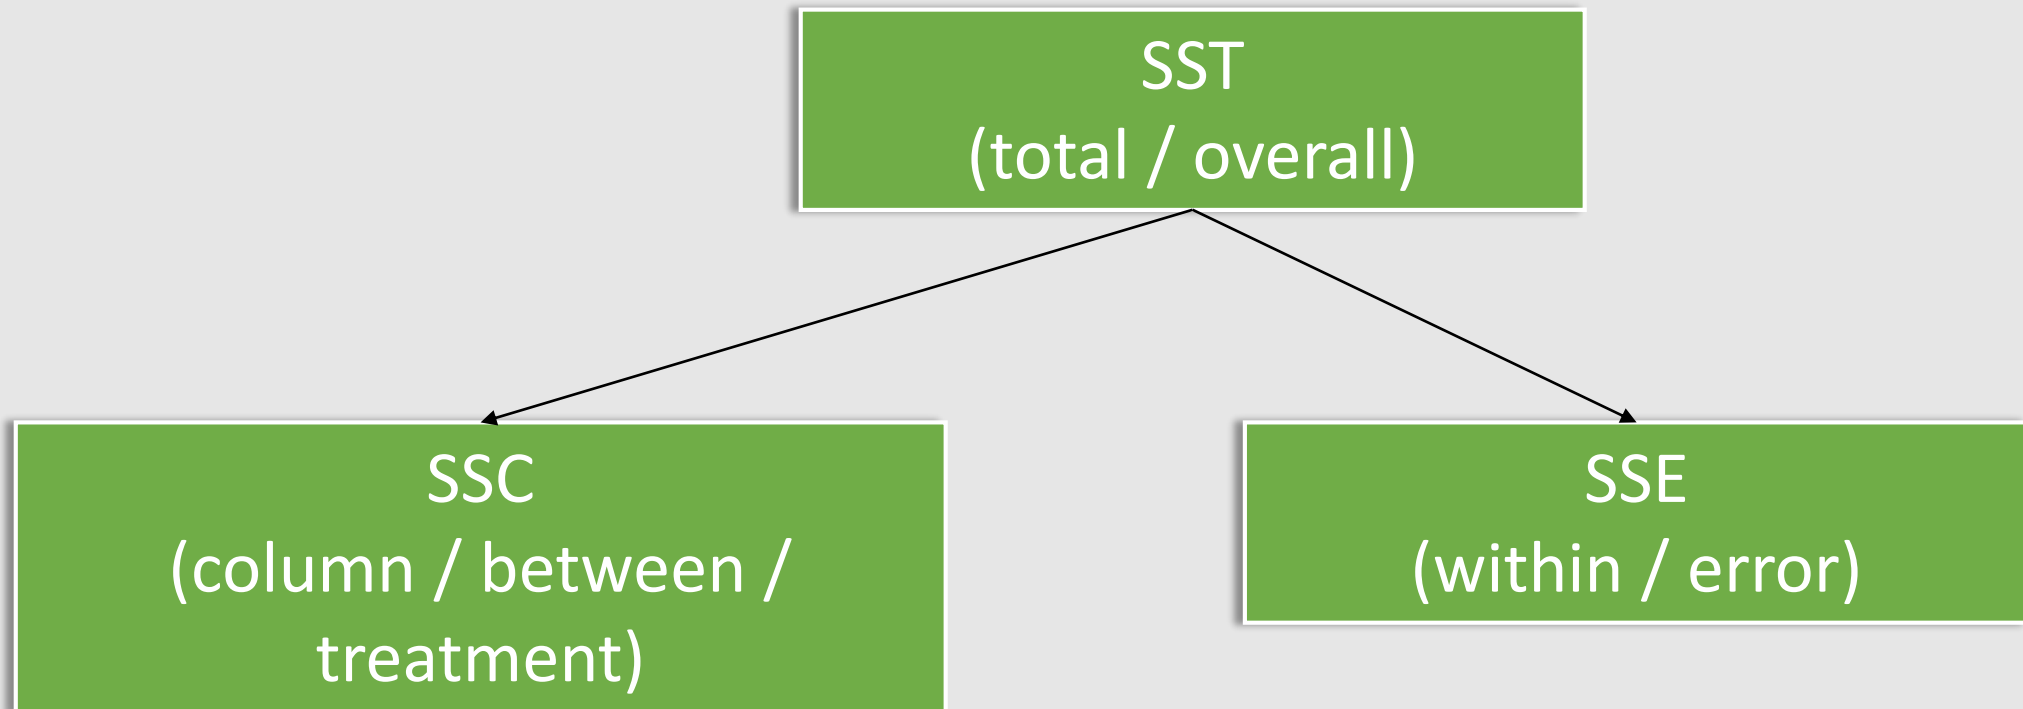 SST
(total / overall)
SSC
(column / between /
treatment)
SSE
(within / error)